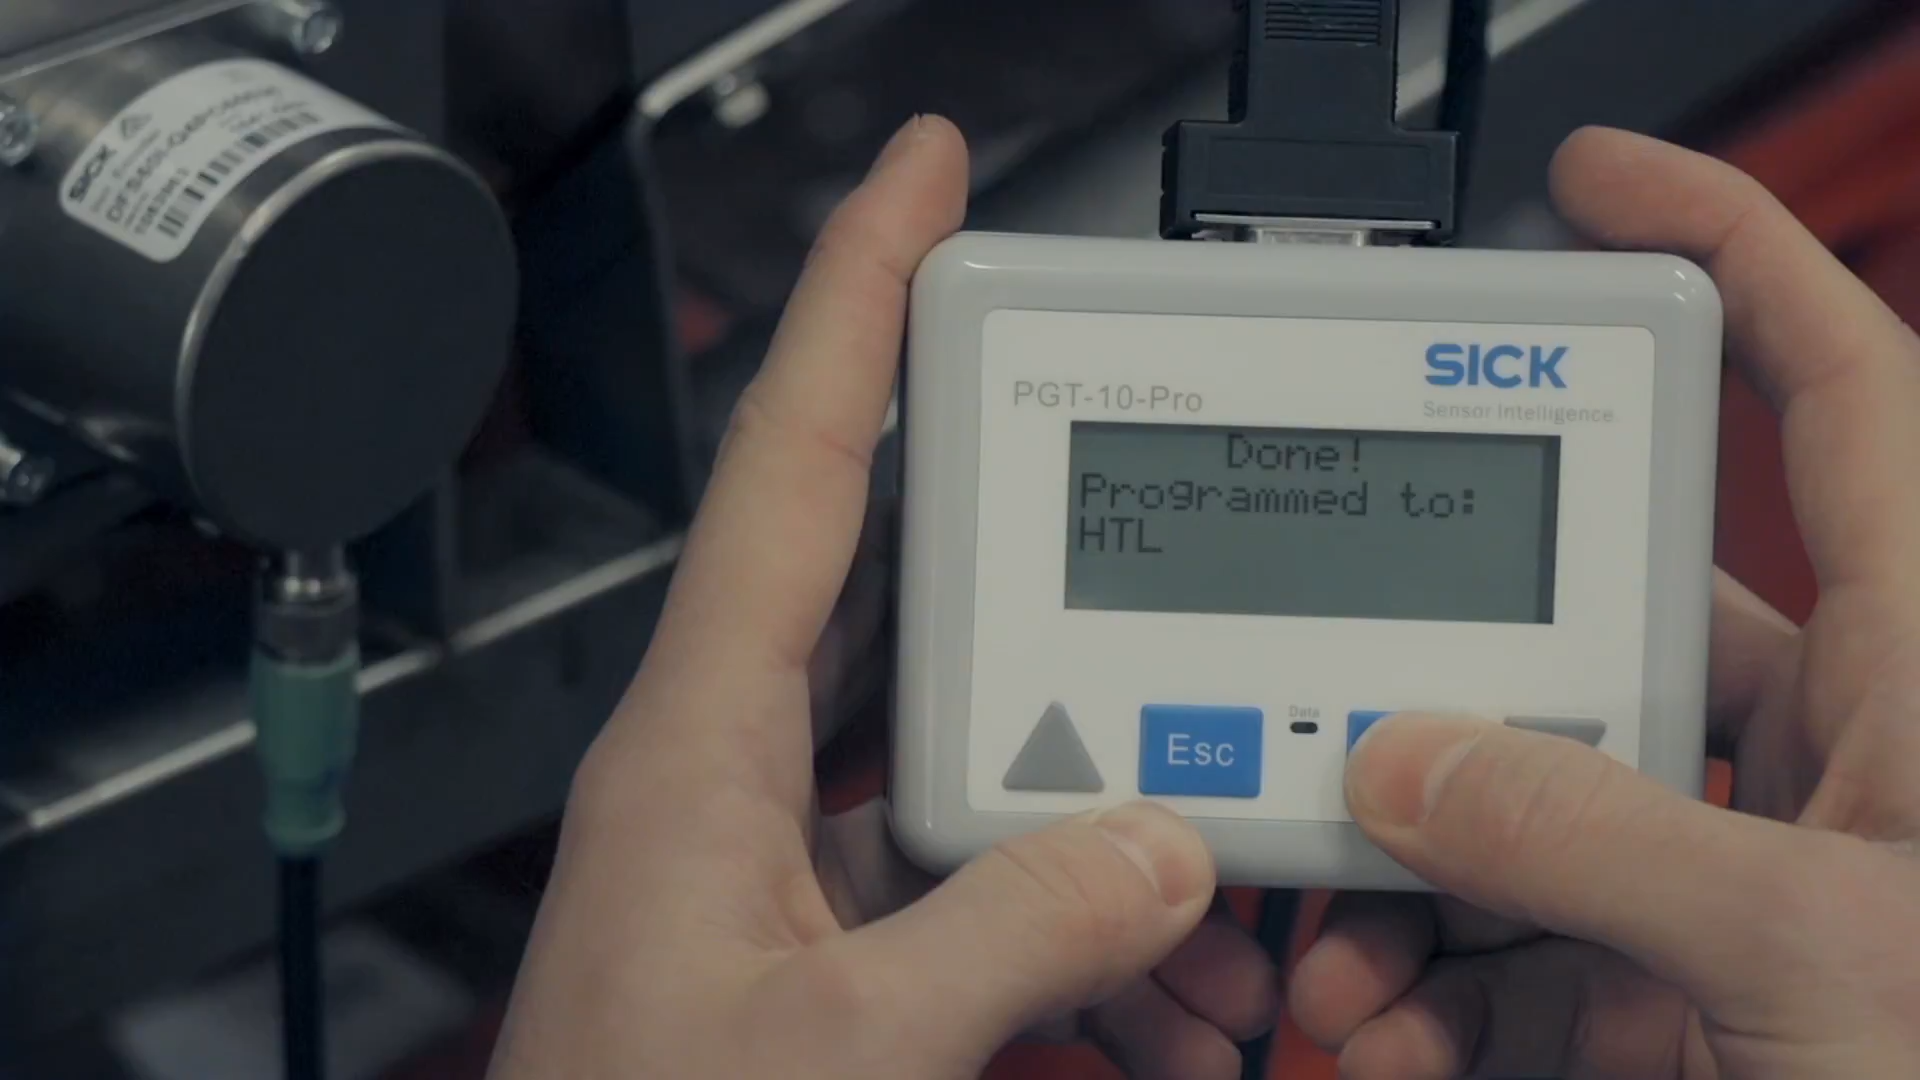 SICK
SICK
Sensor Intelligence.
PGT-10-Pro
Done!
Programmed to:
HTL
Data
Esc